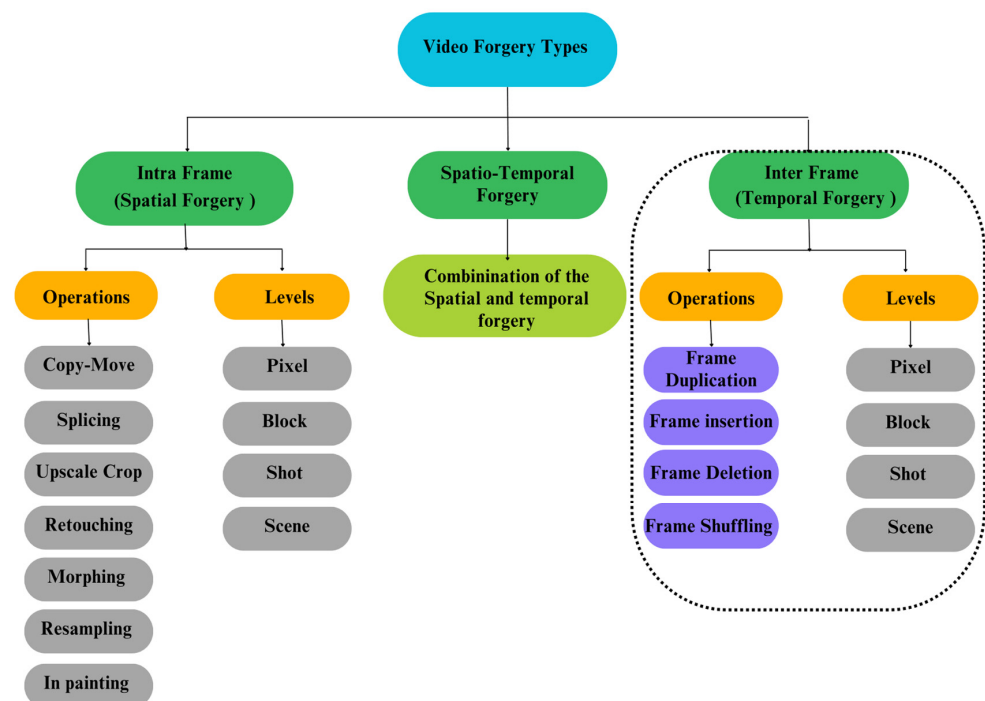 Video Forgery Types
Intra Frame
(Spatial Forgery )
Spatio-Temporal
Forgery
Inter Frame
(Temporal Forgery )
Operations
Levels
Combinination of the
Spatial and temporal
forgery
Operations
Levels
Copy-Move
Splicing
Upscale Crop
Retouching
Morphing
Resampling
In painting
Pixel
Block
Shot
Scene
Frame
Duplication
Frame insertion
Frame Deletion
Frame Shuffling
Pixel
Block
Shot
Scene